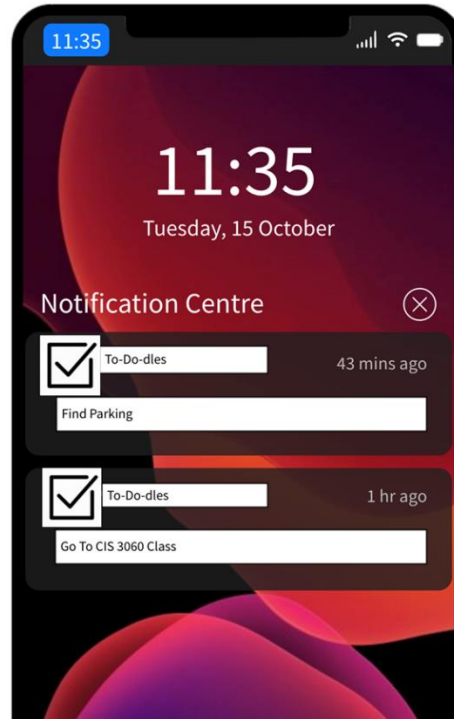 11:35
11:35
Tuesday, 15 October
Notification Centre
To-Do-dles 43 mins ago
Find Parking
To-Do-dles 1 hr ago
Go To CIS 3060 Class